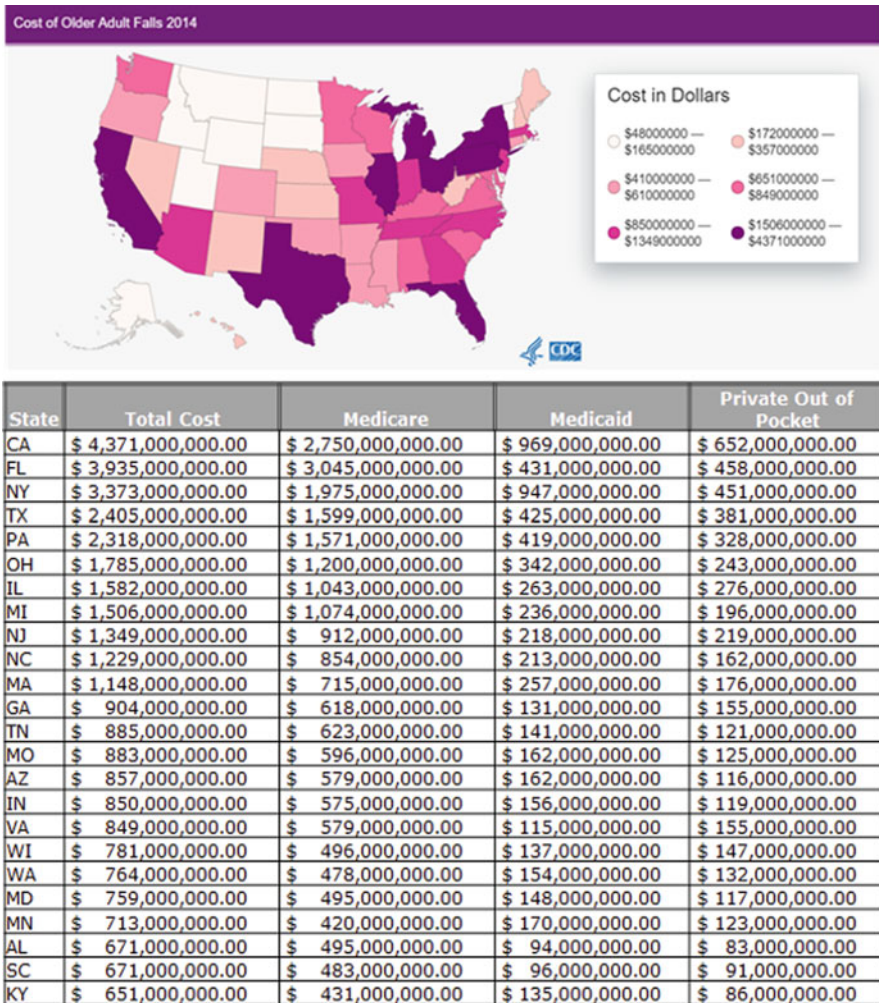 Cost of Older Adult Falls 2014
Cost in Dollars
$48000000 — $172000000 —
$165000000 $357000000
$410000000 — $651000000 —
$610000000 $849000000
$850000000 — $1506000000 —
$1349000000 $4371000000
CDC
Private Out of
State Total Cost Medicare Medicaid Pocket
CA $ 4,371,000,000.00 $ 2,750,000,000.00 $ 969,000,000.00 $ 652,000,000.00
FL $ 3,935,000,000.00 $ 3,045,000,000.00 $ 431,000,000.00 $ 458,000,000.00
NY $ 3,373,000,000.00 $ 1,975,000,000.00 $ 947,000,000.00 $ 451,000,000.00
TX $ 2,405,000,000.00 $ 1,599,000,000.00 $ 425,000,000.00 $ 381,000,000.00
PA $ 2,318,000,000.00 $ 1,571,000,000.00 $ 419,000,000.00 $ 328,000,000.00
OH $ 1,785,000,000.00 $ 1,200,000,000.00 $ 342,000,000.00 $ 243,000,000.00
IL $ 1,582,000,000.00 $ 1,043,000,000.00 $ 263,000,000.00 $ 276,000,000.00
MI $ 1,506,000,000.00 $ 1,074,000,000.00 $ 236,000,000.00 $ 196,000,000.00
NJ $ 1,349,000,000.00 $ 912,000,000.00 $ 218,000,000.00 $ 219,000,000.00
NC $ 1,229,000,000.00 $ 854,000,000.00 $ 213,000,000.00 $ 162,000,000.00
MA $ 1,148,000,000.00 $ 715,000,000.00 $ 257,000,000.00 $ 176,000,000.00
GA $ 904,000,000.00 $ 618,000,000.00 $ 131,000,000.00 $ 155,000,000.00
TN $ 885,000,000.00 $ 623,000,000.00 $ 141,000,000.00 $ 121,000,000.00
MO $ 883,000,000.00 $ 596,000,000.00 $ 162,000,000.00 $ 125,000,000.00
AZ $ 857,000,000.00 $ 579,000,000.00 $ 162,000,000.00 $ 116,000,000.00
IN $ 850,000,000.00 $ 575,000,000.00 $ 156,000,000.00 $ 119,000,000.00
VA $ 849,000,000.00 $ 579,000,000.00 $ 115,000,000.00 $ 155,000,000.00
WI $ 781,000,000.00 $ 496,000,000.00 $ 137,000,000.00 $ 147,000,000.00
WA $ 764,000,000.00 $ 478,000,000.00 $ 154,000,000.00 $ 132,000,000.00
MD $ 759,000,000.00 $ 495,000,000.00 $ 148,000,000.00 $ 117,000,000.00
MN $ 713,000,000.00 $ 420,000,000.00 $ 170,000,000.00 $ 123,000,000.00
AL $ 671,000,000.00 $ 495,000,000.00 $ 94,000,000.00 $ 83,000,000.00
SC $ 671,000,000.00 $ 483,000,000.00 $ 96,000,000.00 $ 91,000,000.00
KY $ 651,000,000.00 $ 431,000,000.00 $ 135,000,000.00 $ 86,000,000.00